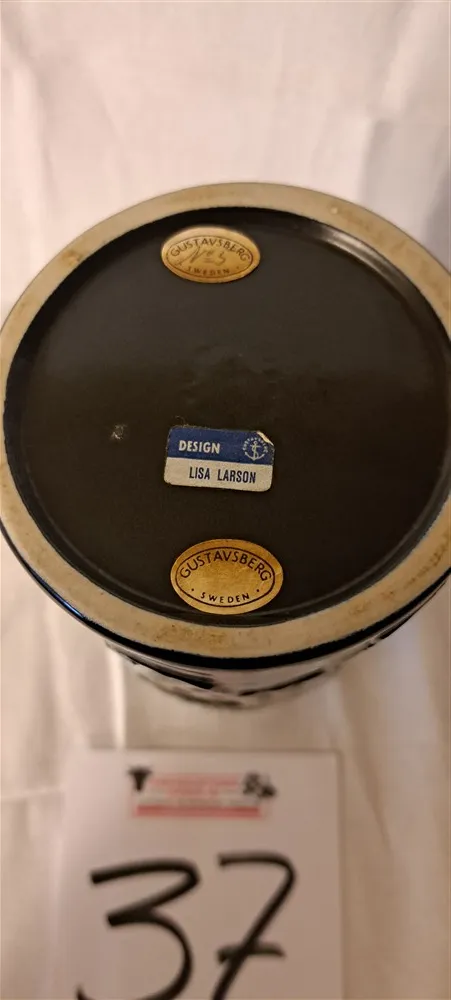 GUSTAVSBERG
· SWEDEN ·
DESIGN
LISA LARSON
GUSTAVSBERG
· SWEDEN ·
37